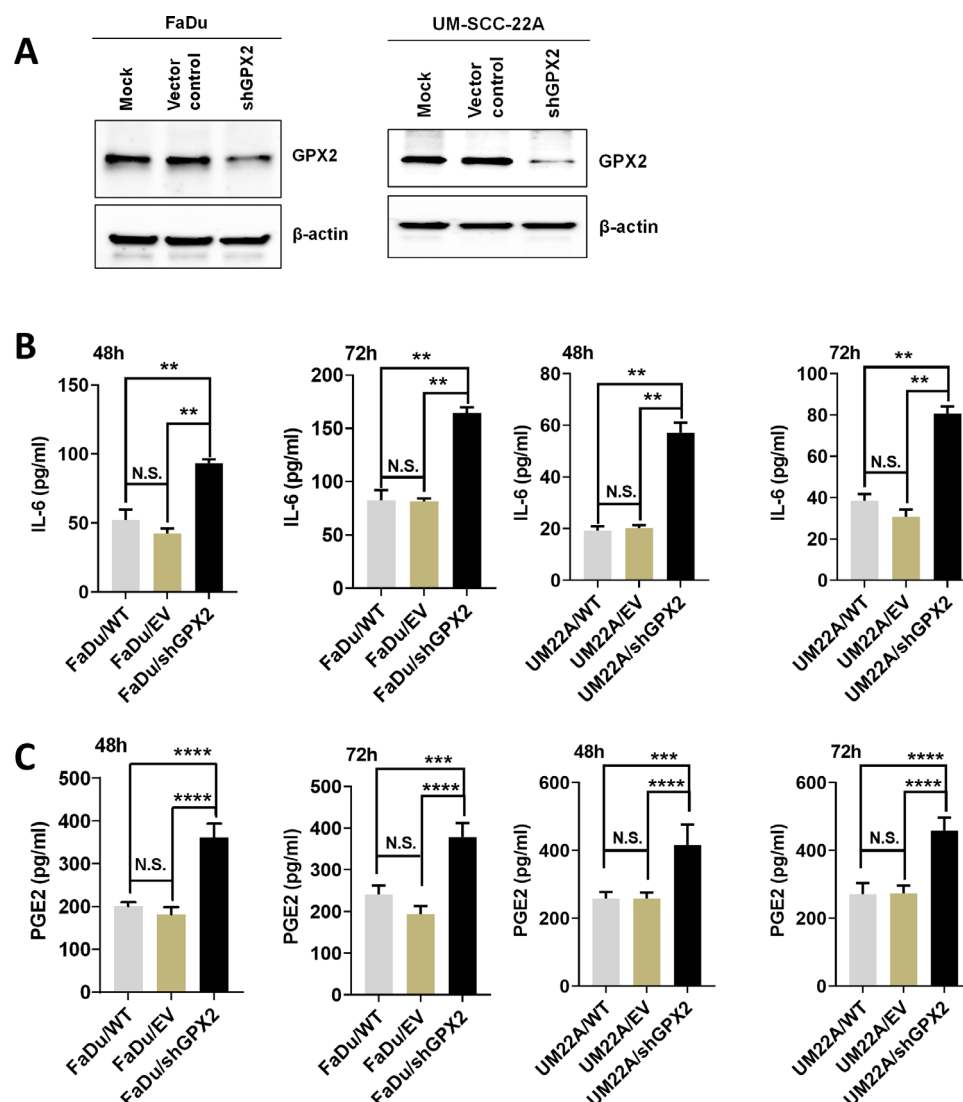 A
FaDu
Mock
Vector
control
shGPX2
GPX2
β-actin
UM-SCC-22A
Mock
Vector
control
shGPX2
GPX2
β-actin
B
48h
**
**
N.S.
150
100
50
0
IL-6 (pg/ml)
FaDu/WT
FaDu/EV
FaDu/shGPX2
72h
**
**
N.S.
200
150
100
50
0
IL-6 (pg/ml)
FaDu/WT
FaDu/EV
FaDu/shGPX2
48h
**
**
N.S.
80
60
40
20
0
IL-6 (pg/ml)
UM22A/WT
UM22A/EV
UM22A/shGPX2
72h
**
**
N.S.
100
80
60
40
20
0
IL-6 (pg/ml)
UM22A/WT
UM22A/EV
UM22A/shGPX2
C
48h
****
****
N.S.
500
400
300
200
100
0
PGE2 (pg/ml)
FaDu/WT
FaDu/EV
FaDu/shGPX2
72h
***
****
N.S.
500
400
300
200
100
0
PGE2 (pg/ml)
FaDu/WT
FaDu/EV
FaDu/shGPX2
48h
***
****
N.S.
600
400
200
0
PGE2 (pg/ml)
UM22A/WT
UM22A/EV
UM22A/shGPX2
72h
****
****
N.S.
600
400
200
0
PGE2 (pg/ml)
UM22A/WT
UM22A/EV
UM22A/shGPX2